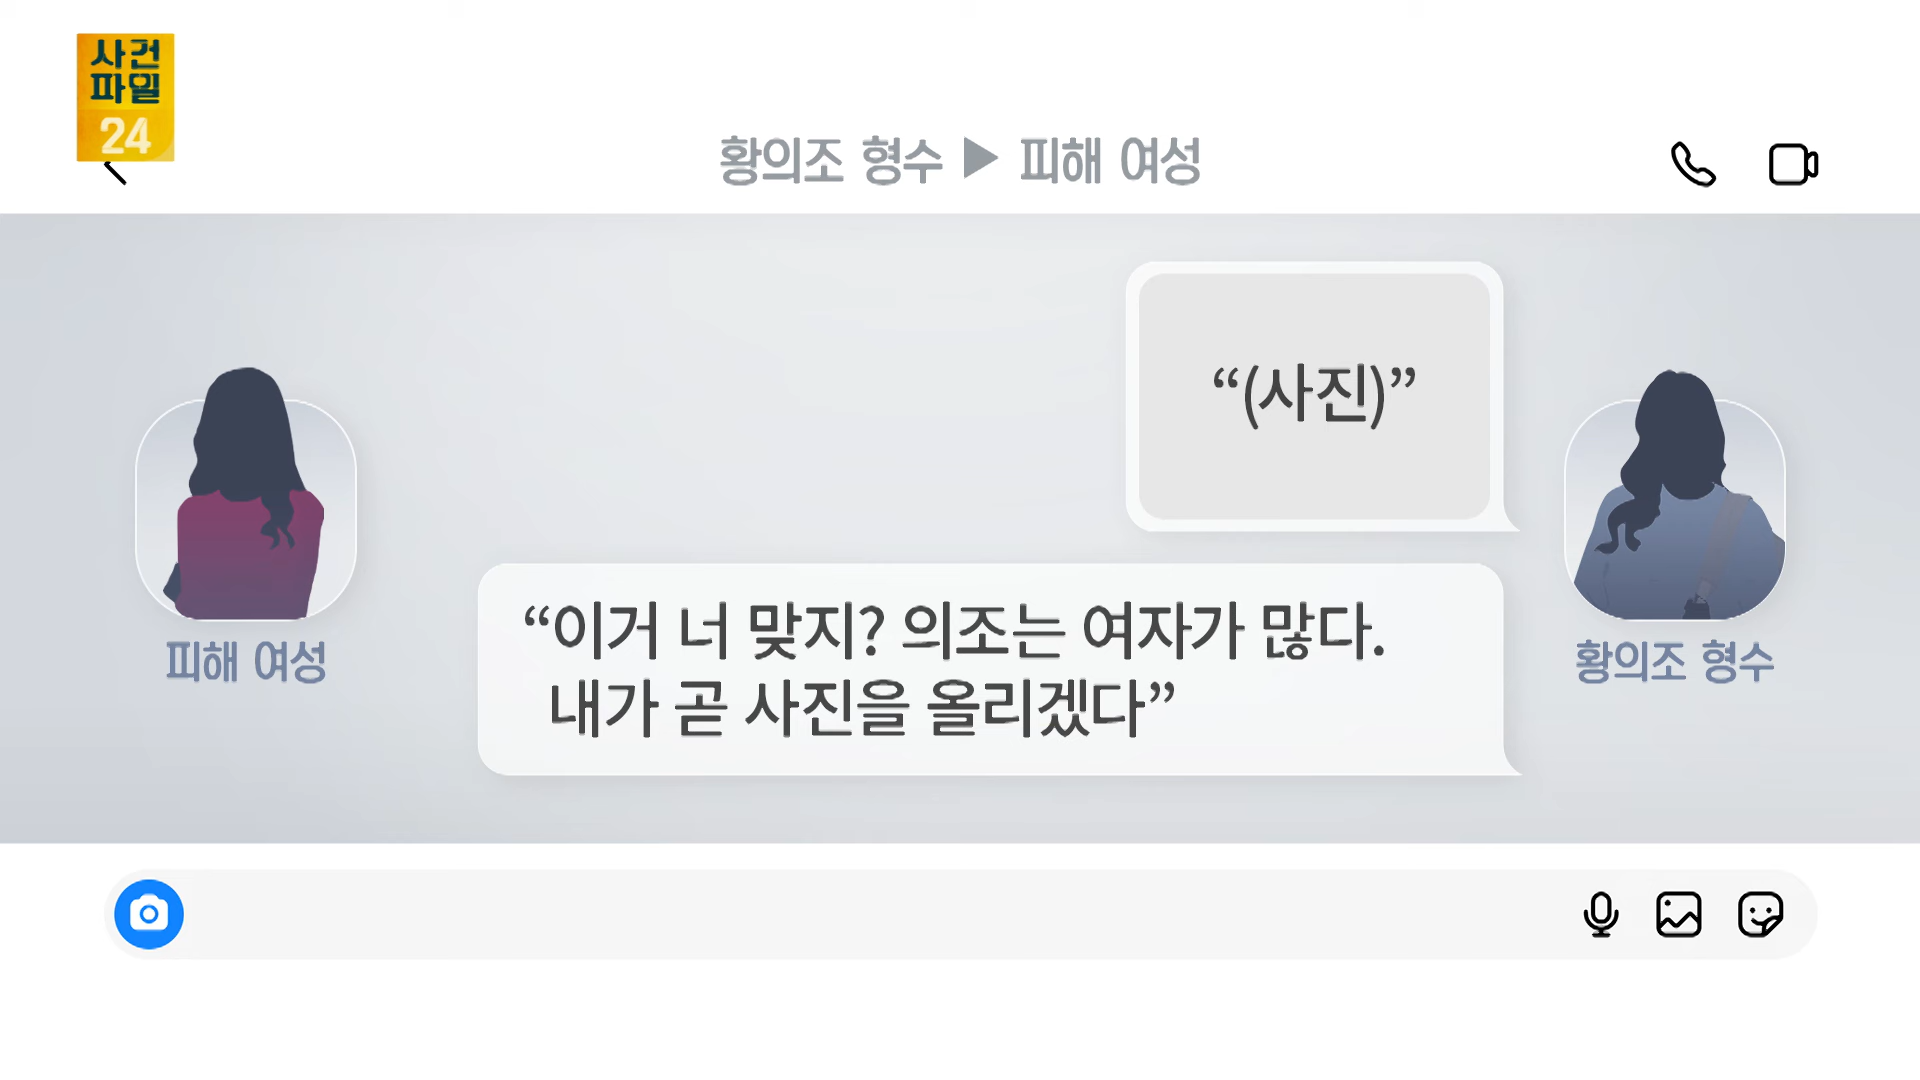 사건
파일
24
황의조 형수 ▶ 피해 여성
“(사진)”
“이거 너 맞지? 의조는 여자가 많다.
내가 곧 사진을 올리겠다”
피해 여성
황의조 형수